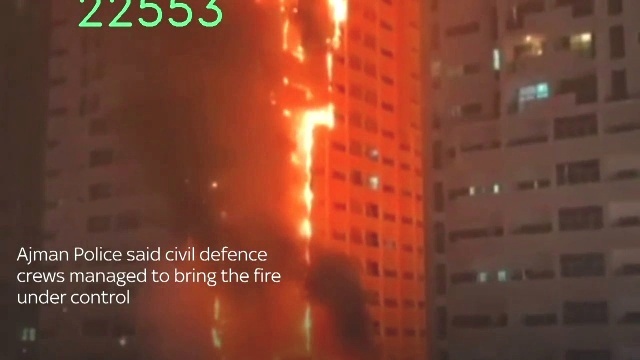 22553
Ajman Police said civil defence
crews managed to bring the fire
under control